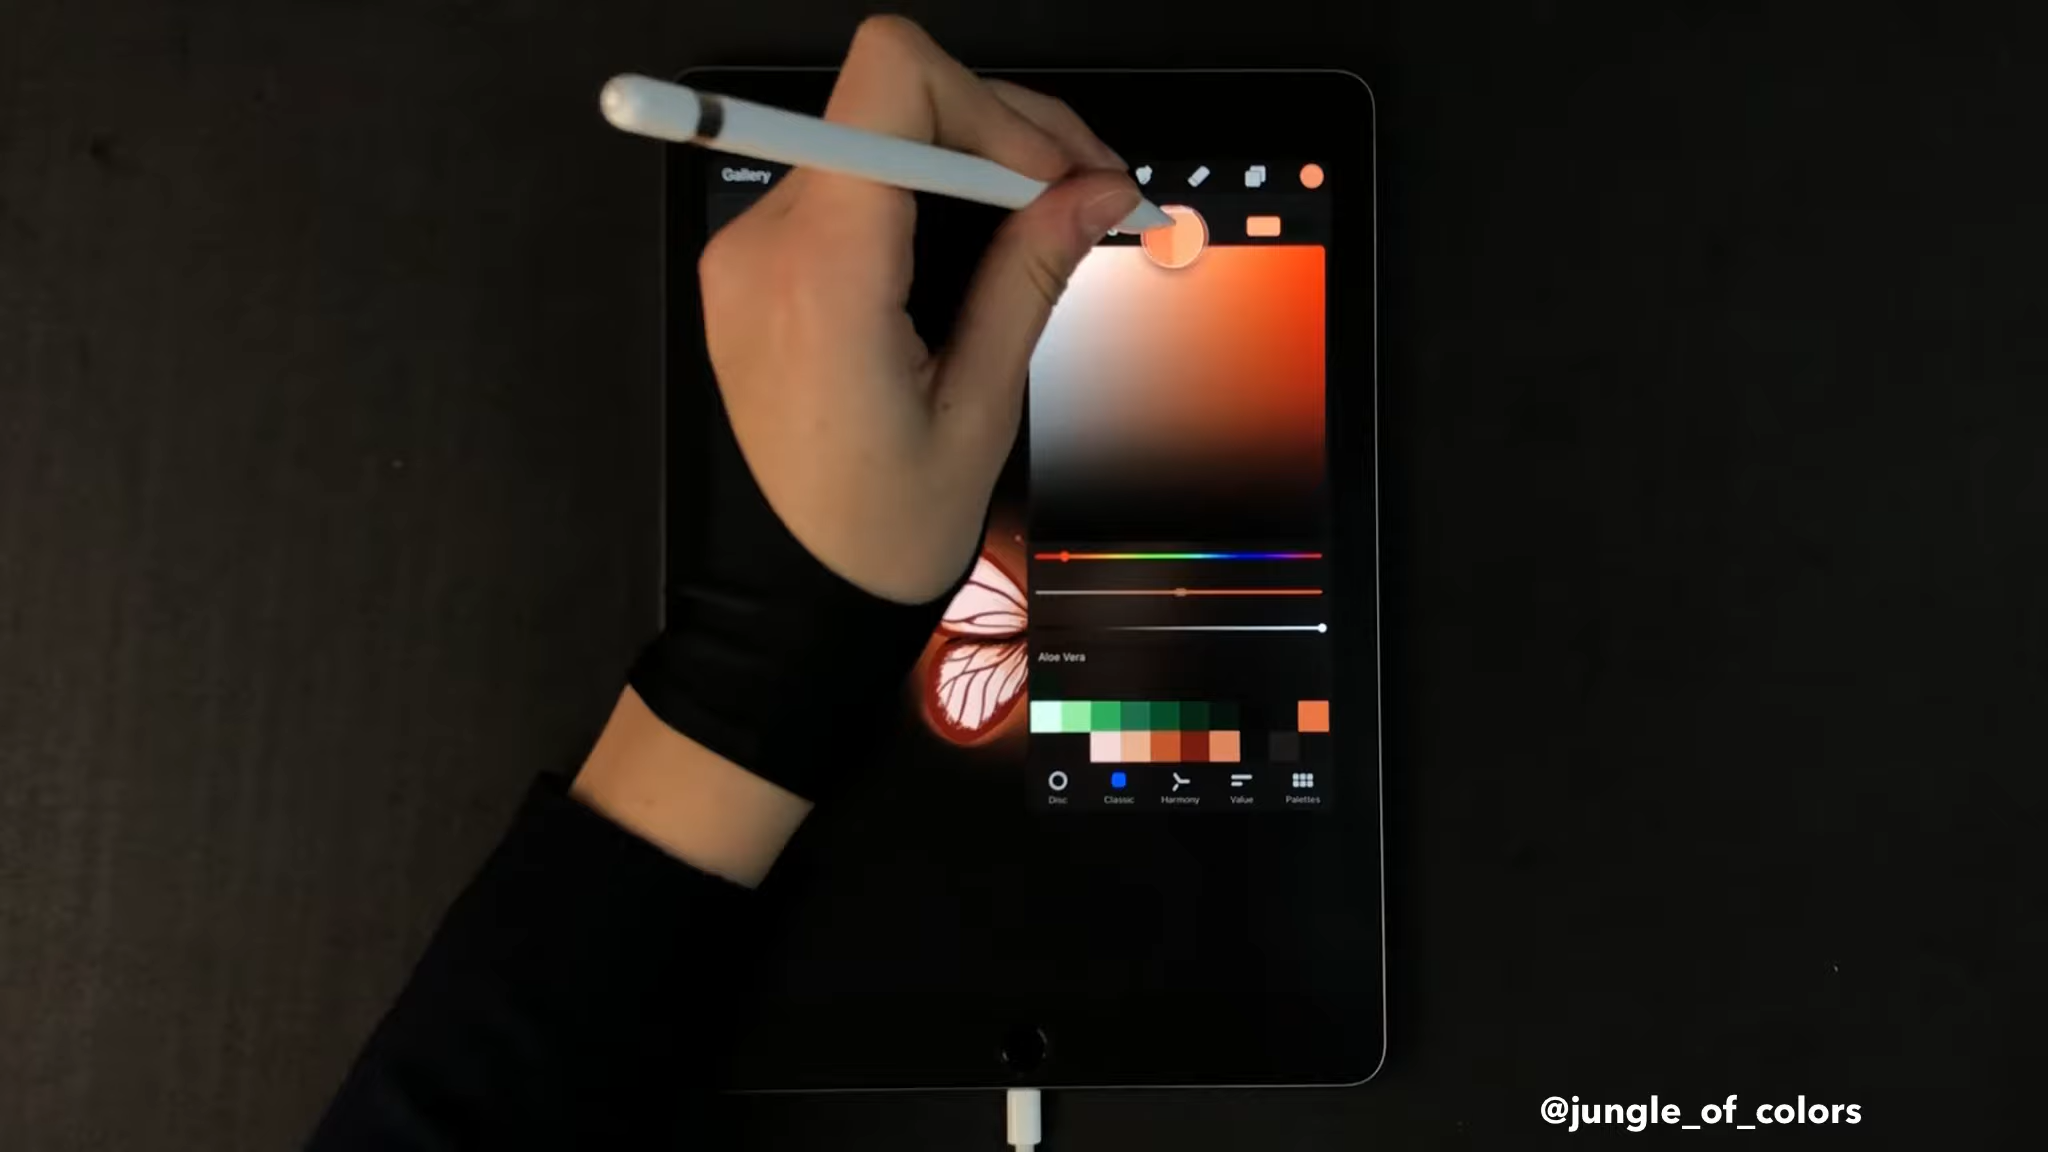 Gallery
Aloe Vera
Disc
Classic
Harmony
Value
Palettes
@jungle_of_colors